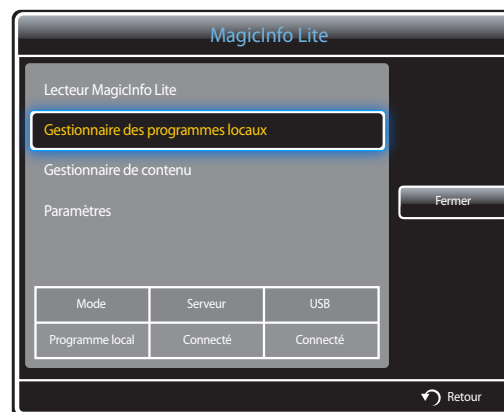 MagicInfo Lite
Lecteur MagicInfo Lite
Gestionnaire des programmes locaux
Gestionnaire de contenu
Paramètres
Fermer
Mode Serveur USB
Programme local Connecté Connecté
Retour